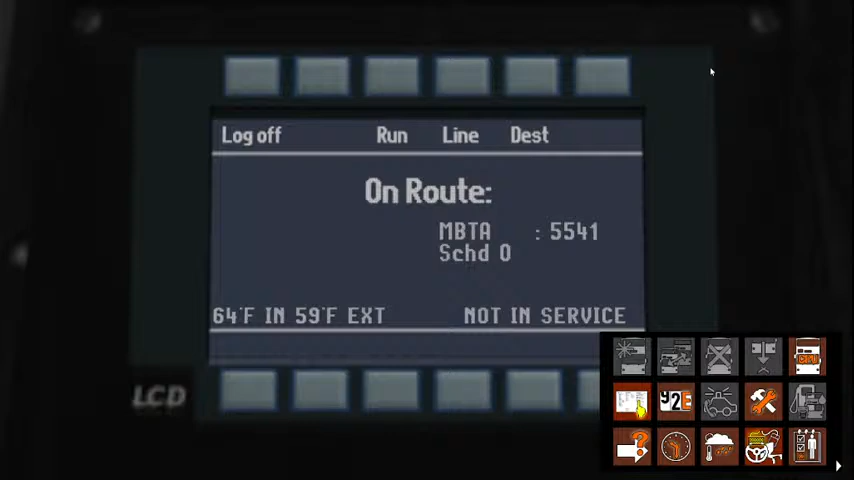 Log off Run Line Dest
On Route:
MBTA : 5541
Schd 0
64°F IN 59°F EXT NOT IN SERVICE
LCD
92E